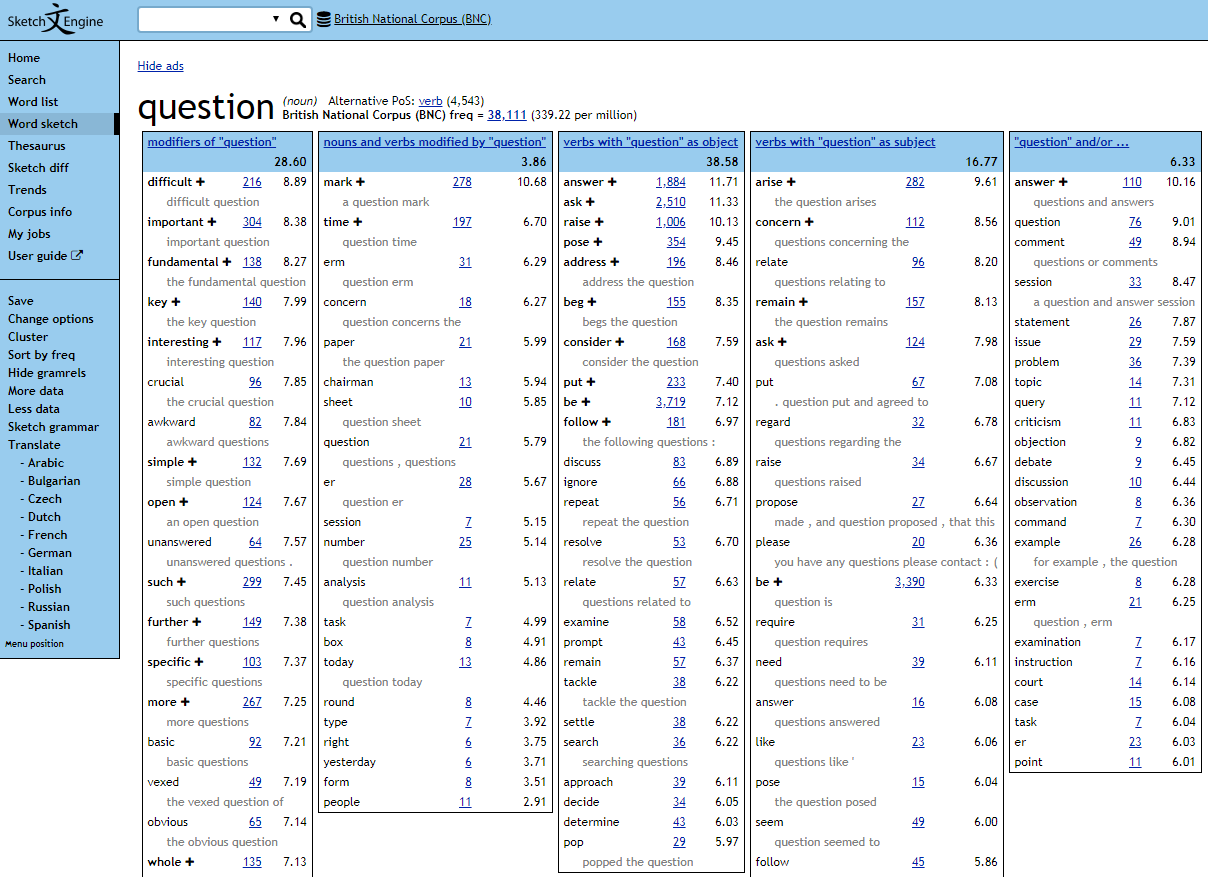 Sketch Engine
British National Corpus (BNC)
Home
Search
Word list
Word sketch
Thesaurus
Sketch diff
Trends
Corpus info
My jobs
User guide
Save
Change options
Cluster
Sort by freq
Hide gramrels
More data
Less data
Sketch grammar
Translate
- Arabic
- Bulgarian
- Czech
- Dutch
- French
- German
- Italian
- Polish
- Russian
- Spanish
Menu position
Hide ads
question (noun) Alternative PoS: verb (4,543)
British National Corpus (BNC) freq = 38,111 (339.22 per million)
modifiers of "question"
28.60
difficult + 216 8.89
difficult question
important + 304 8.38
important question
fundamental + 138 8.27
the fundamental question
key + 140 7.99
the key question
interesting + 117 7.96
interesting question
crucial 96 7.85
the crucial question
awkward 82 7.84
awkward questions
simple + 132 7.69
simple question
open + 124 7.67
an open question
unanswered 64 7.57
unanswered questions .
such + 299 7.45
such questions
further + 149 7.38
further questions
specific + 103 7.37
specific questions
more + 267 7.25
more questions
basic 92 7.21
basic questions
vexed 49 7.19
the vexed question of
obvious 65 7.14
the obvious question
whole + 135 7.13
nouns and verbs modified by "question"
3.86
mark + 278 10.68
a question mark
time + 197 6.70
question time
erm 31 6.29
question erm
concern 18 6.27
question concerns the
paper 21 5.99
the question paper
chairman 13 5.94
sheet 10 5.85
question sheet
question 21 5.79
questions , questions
er 28 5.67
question er
session 7 5.15
number 25 5.14
question number
analysis 11 5.13
question analysis
task 7 4.99
box 8 4.91
today 13 4.86
question today
round 8 4.46
type 7 3.92
right 6 3.75
yesterday 6 3.71
form 8 3.51
people 11 2.91
verbs with "question" as object
38.58
answer + 1,884 11.71
ask + 2,510 11.33
raise + 1,006 10.13
pose + 354 9.45
address + 196 8.46
address the question
beg + 155 8.35
begs the question
consider + 168 7.59
consider the question
put + 233 7.40
be + 3,719 7.12
follow + 181 6.97
the following questions :
discuss 83 6.89
ignore 66 6.88
repeat 56 6.71
repeat the question
resolve 53 6.70
resolve the question
relate 57 6.63
questions related to
examine 58 6.52
prompt 43 6.45
remain 57 6.37
tackle 38 6.22
tackle the question
settle 38 6.22
search 36 6.22
searching questions
approach 39 6.11
decide 34 6.05
determine 43 6.03
pop 29 5.97
popped the question
verbs with "question" as subject
16.77
arise + 282 9.61
the question arises
concern + 112 8.56
questions concerning the
relate 96 8.20
questions relating to
remain + 157 8.13
the question remains
ask + 124 7.98
questions asked
put 67 7.08
. question put and agreed to
regard 32 6.78
questions regarding the
raise 34 6.67
questions raised
propose 27 6.64
made , and question proposed , that this
please 20 6.36
you have any questions please contact : (
be + 3,390 6.33
question is
require 31 6.25
question requires
need 39 6.11
questions need to be
answer 16 6.08
questions answered
like 23 6.06
questions like '
pose 15 6.04
the question posed
seem 49 6.00
question seemed to
follow 45 5.86
"question" and/or ...
6.33
answer + 110 10.16
questions and answers
question 76 9.01
comment 49 8.94
questions or comments
session 33 8.47
a question and answer session
statement 26 7.87
issue 29 7.59
problem 36 7.39
topic 14 7.31
query 11 7.12
criticism 11 6.83
objection 9 6.82
debate 9 6.45
discussion 10 6.44
observation 8 6.36
command 7 6.30
example 26 6.28
for example , the question
exercise 8 6.28
erm 21 6.25
question , erm
examination 7 6.17
instruction 7 6.16
court 14 6.14
case 15 6.08
task 7 6.04
er 23 6.03
point 11 6.01